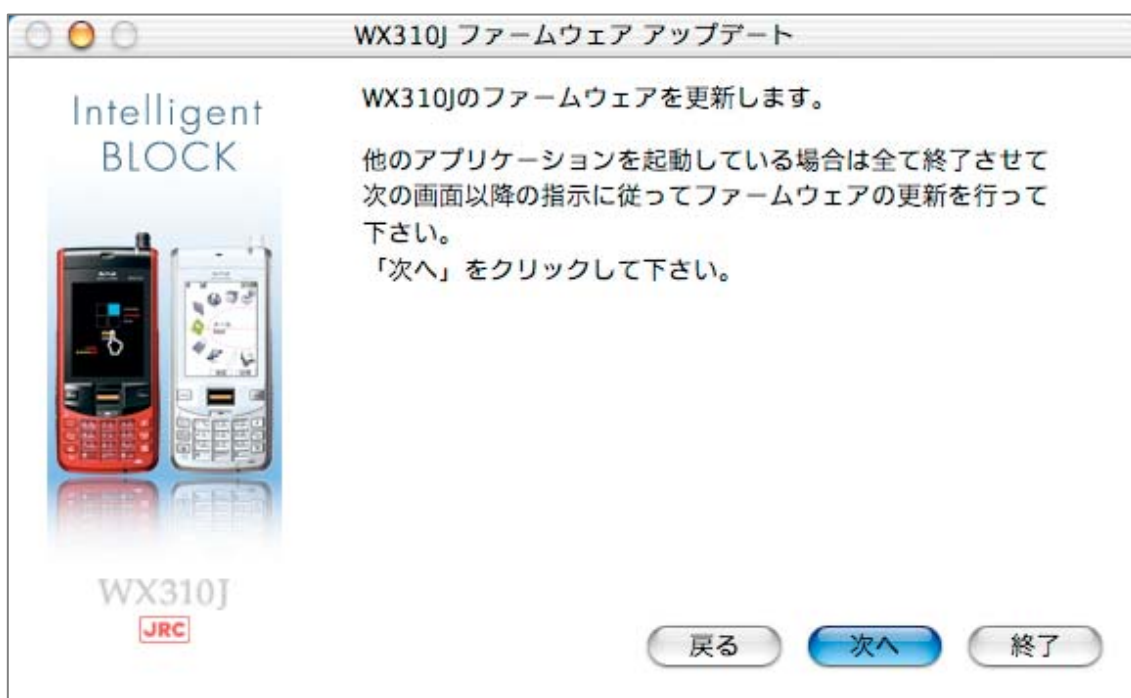 WX310J ファームウェア アップデート
Intelligent
BLOCK
WX310J
JRC
WX310Jのファームウェアを更新します。
他のアプリケーションを起動している場合は全て終了させて
次の画面以降の指示に従ってファームウェアの更新を行って
下さい。
「次へ」をクリックして下さい。
戻る
次へ
終了